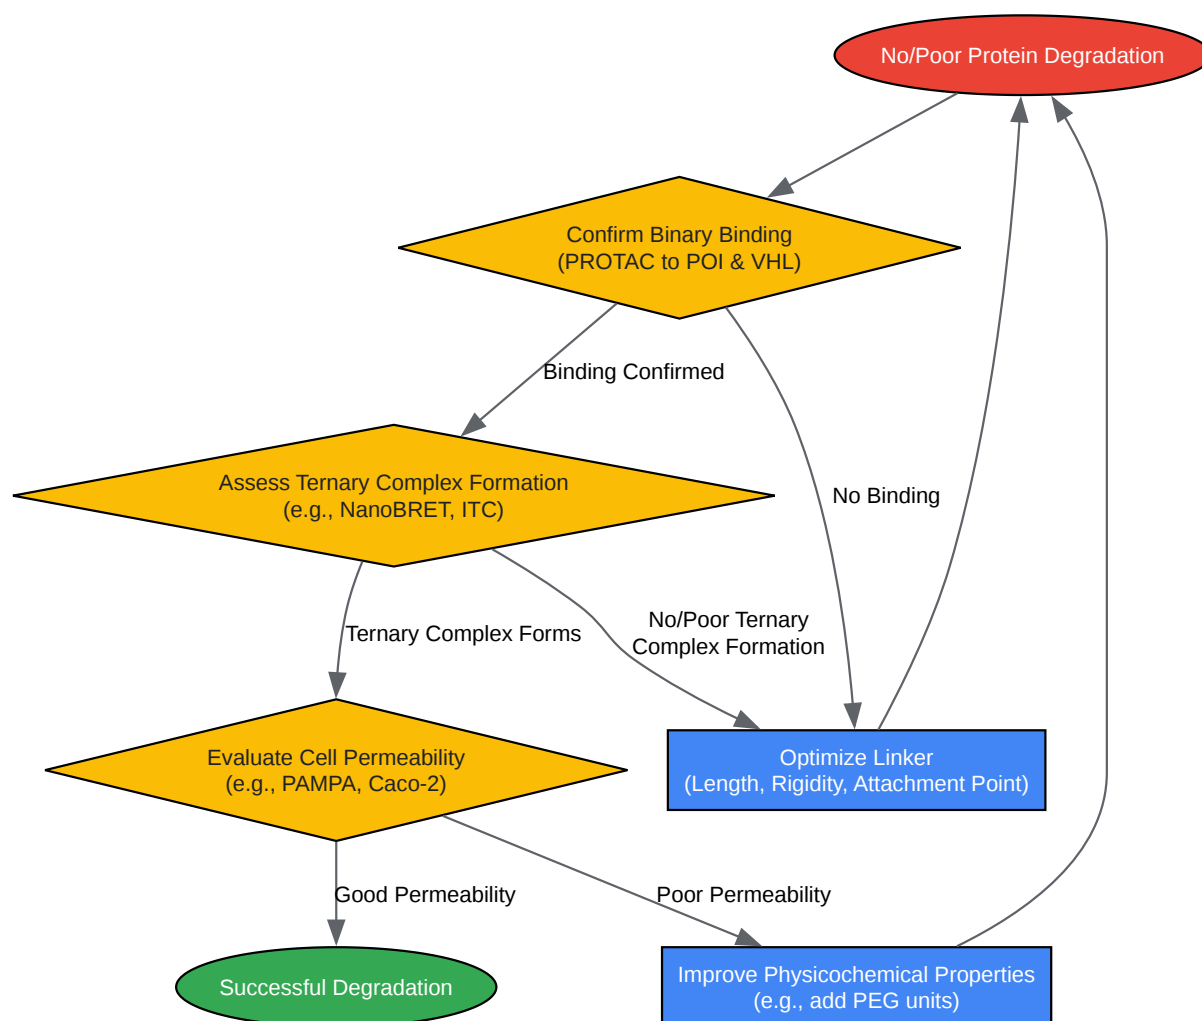 No/Poor Protein Degradation
Confirm Binary Binding
(PROTAC to POI & VHL)
Binding Confirmed
Assess Ternary Complex Formation
(e.g., NanoBRET, ITC)
No Binding
Ternary Complex Forms
No/Poor Ternary
Complex Formation
Evaluate Cell Permeability
(e.g., PAMPA, Caco-2)
Optimize Linker
(Length, Rigidity, Attachment Point)
Good Permeability
Poor Permeability
Successful Degradation
Improve Physicochemical Properties
(e.g., add PEG units)